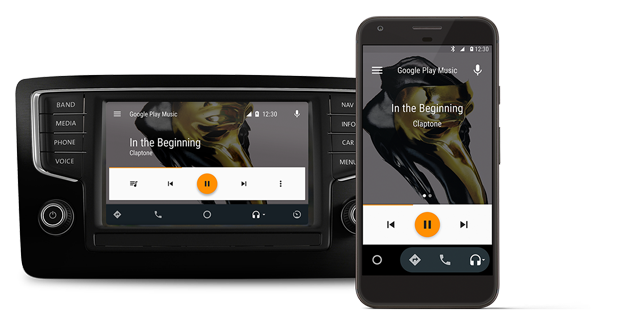 BAND
MEDIA
PHONE
VOICE
Google Play Music
12:30
In the Beginning
Claptone
NAV
INFO
CAR
MENU
12:30
Google Play Music
In the Beginning
Claptone